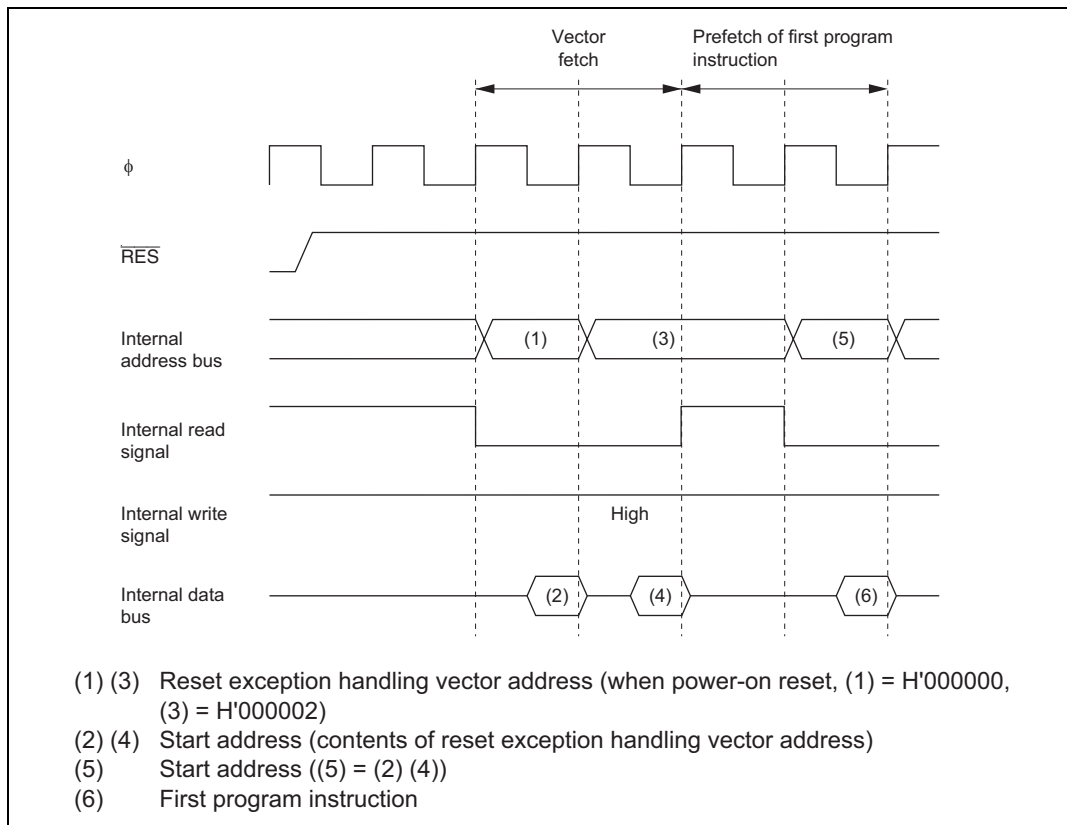 Vector
fetch
Prefetch of first program
instruction
ϕ
RES
Internal
address bus
(1)
(3)
(5)
Internal read
signal
Internal write
signal
High
Internal data
bus
(2)
(4)
(6)
(1) (3) Reset exception handling vector address (when power-on reset, (1) = H'000000,
(3) = H'000002)
(2) (4) Start address (contents of reset exception handling vector address)
(5) Start address ((5) = (2) (4))
(6) First program instruction